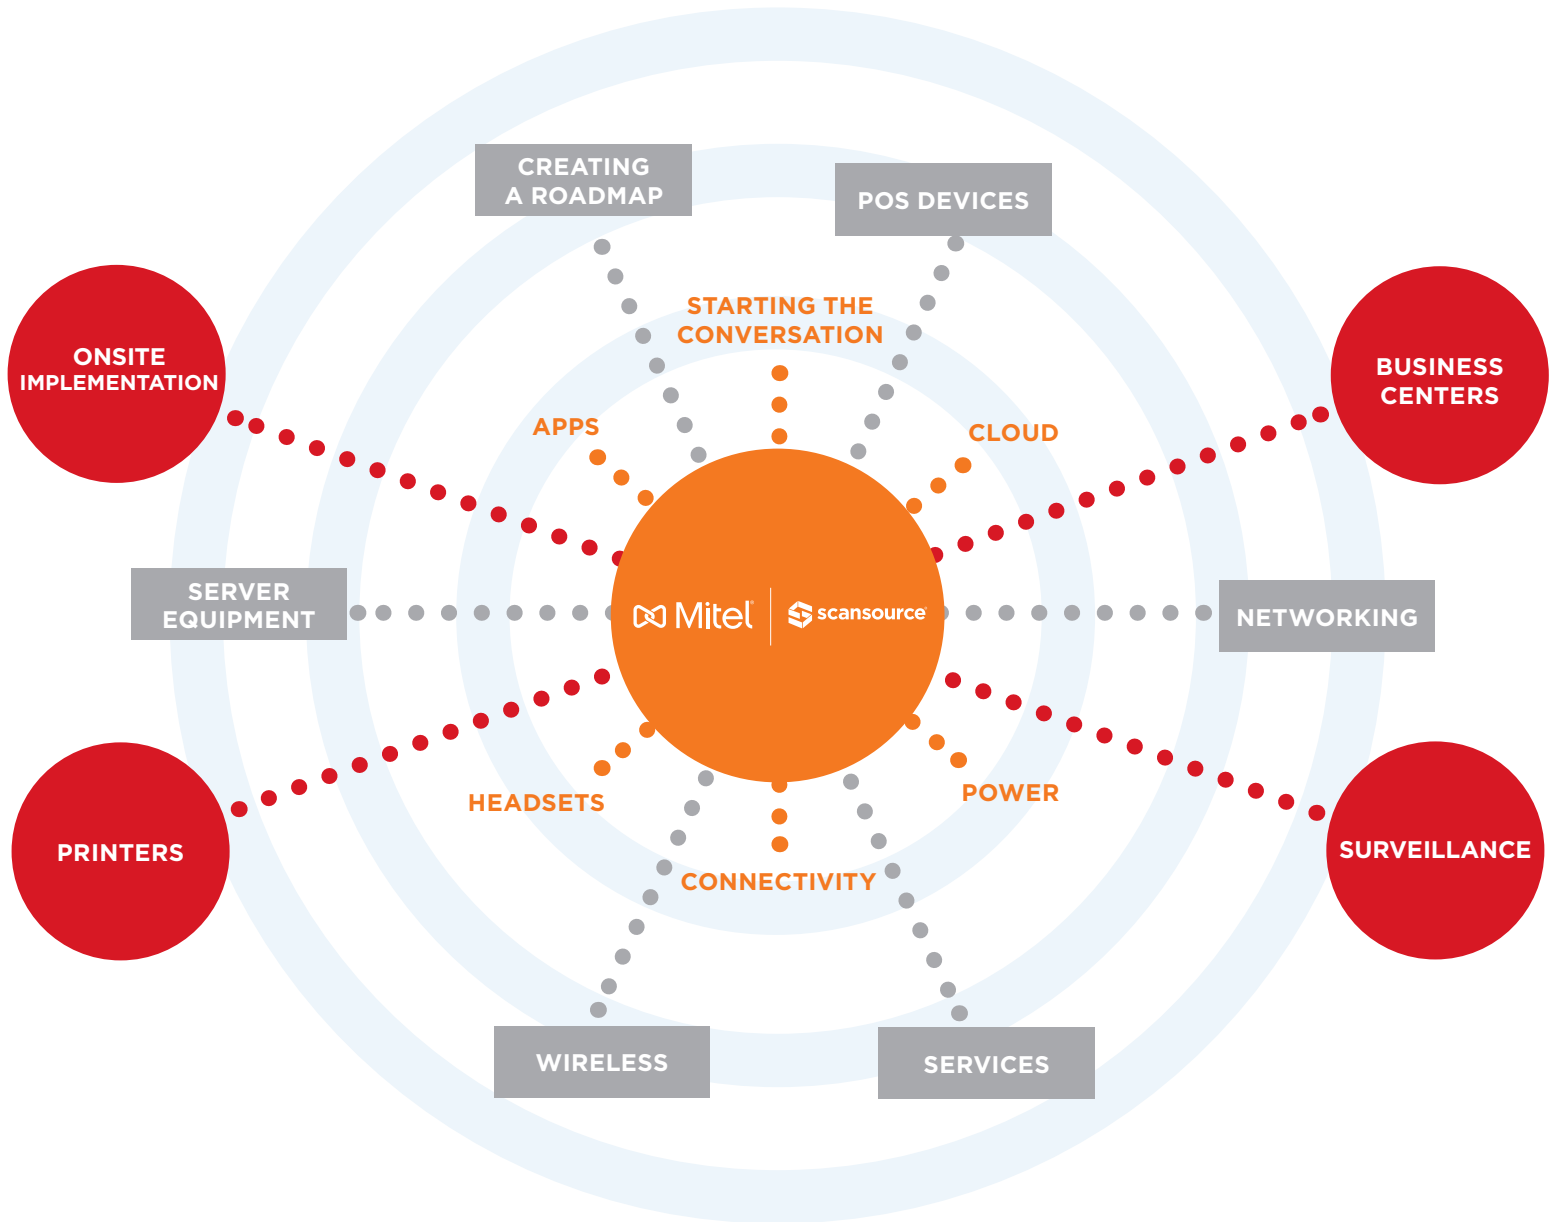 CREATING
A ROADMAP
POS DEVICES
STARTING THE
CONVERSATION
ONSITE
IMPLEMENTATION
BUSINESS
CENTERS
APPS
CLOUD
SERVER
EQUIPMENT
Mitel
scansource
NETWORKING
HEADSETS
POWER
PRINTERS
SURVEILLANCE
CONNECTIVITY
WIRELESS
SERVICES